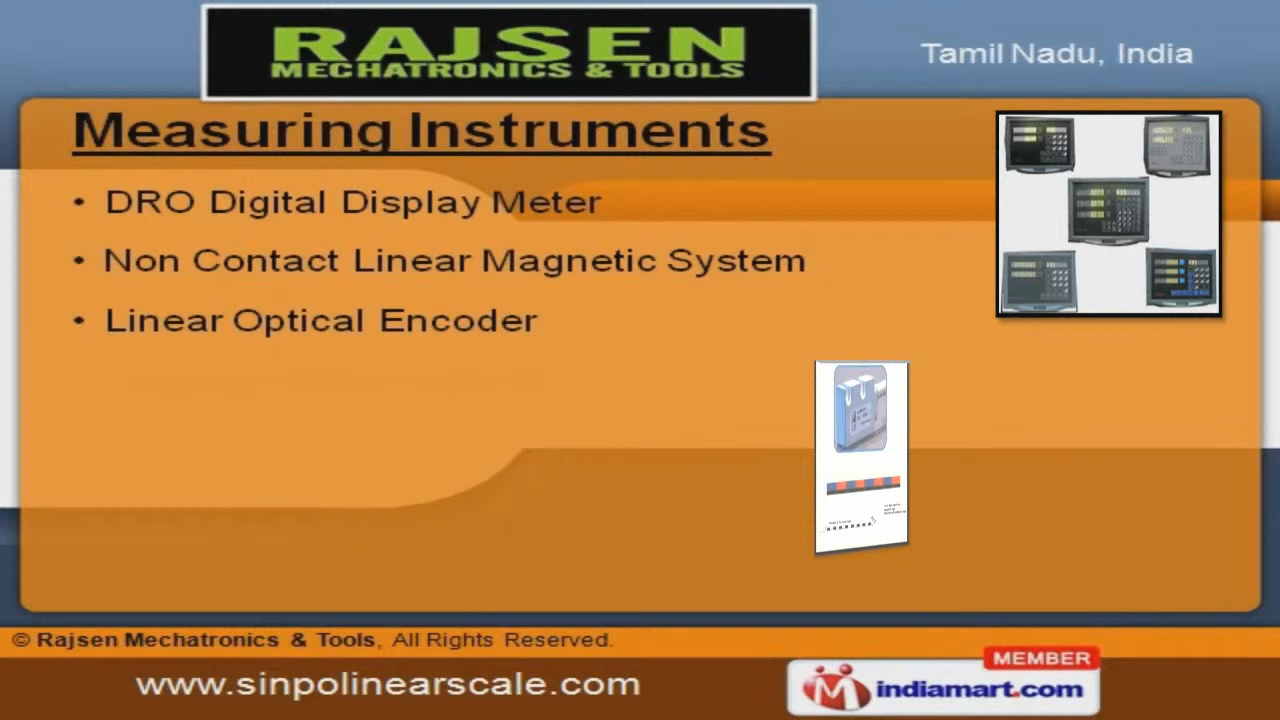 RAJSEN
MECHATRONICS & TOOLS
Tamil Nadu, India
Measuring Instruments
• DRO Digital Display Meter
• Non Contact Linear Magnetic System
• Linear Optical Encoder
© Rajsen Mechatronics & Tools, All Rights Reserved.
www.sinpolinearscale.com
MEMBER
indiamart.com